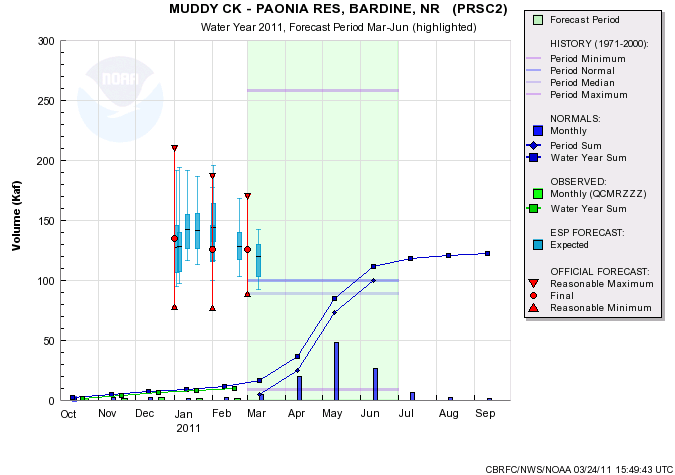 MUDDY CK - PAONIA RES, BARDINE, NR (PRSC2)
Water Year 2011, Forecast Period Mar-Jun (highlighted)
NOAA
Volume (Kaf)
300
250
200
150
100
50
0
Oct Nov Dec Jan Feb Mar Apr May Jun Jul Aug Sep
2011
Forecast Period
HISTORY (1971-2000):
Period Minimum
Period Normal
Period Median
Period Maximum
NORMALS:
Monthly
Period Sum
Water Year Sum
OBSERVED:
Monthly (QCMRZZZ)
Water Year Sum
ESP FORECAST:
Expected
OFFICIAL FORECAST:
Reasonable Maximum
Final
Reasonable Minimum
CBRFC/NWS/NOAA 03/24/11 15:49:43 UTC